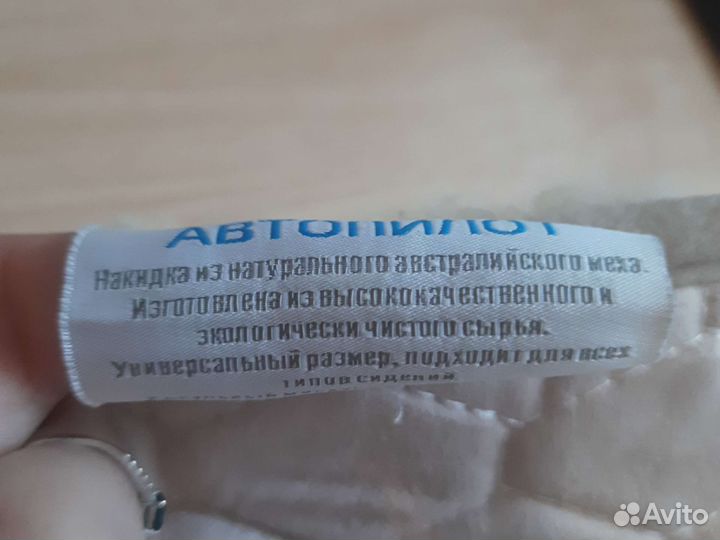 АВТОПИЛОТ
Накидка из натурального австралийского меха.
Изготовлена из высококачественного и
экологически чистого сырья.
Универсальный размер, подходит для всех
типов сидений
Avito